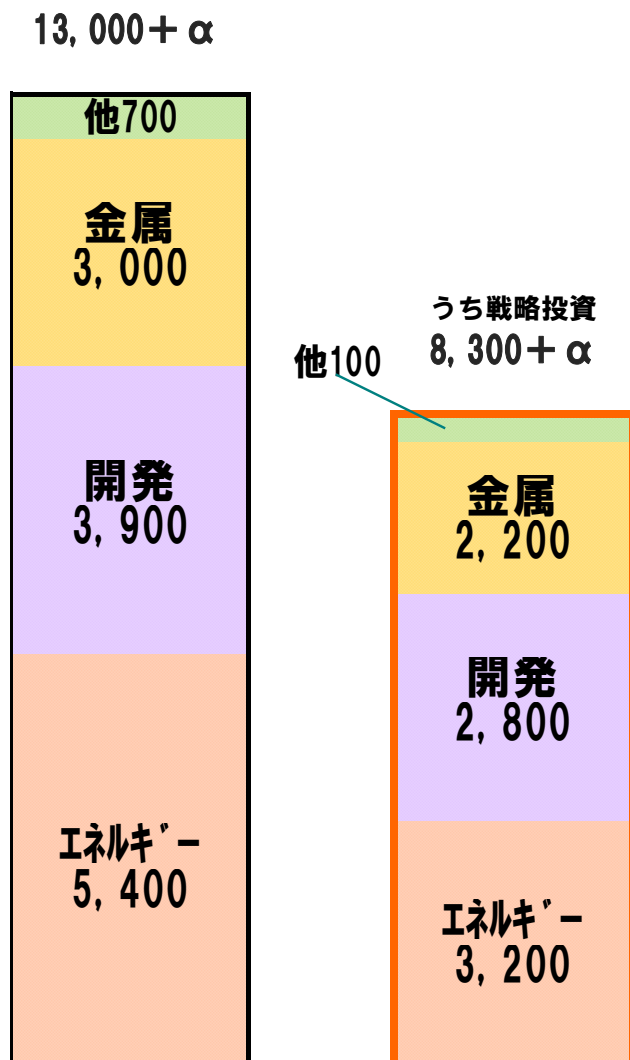 13,000＋α
他700
金属
3,000
開発
3,900
エネルギー
5,400
うち戦略投資
8,300＋α
他100
金属
2,200
開発
2,800
エネルギー
3,200